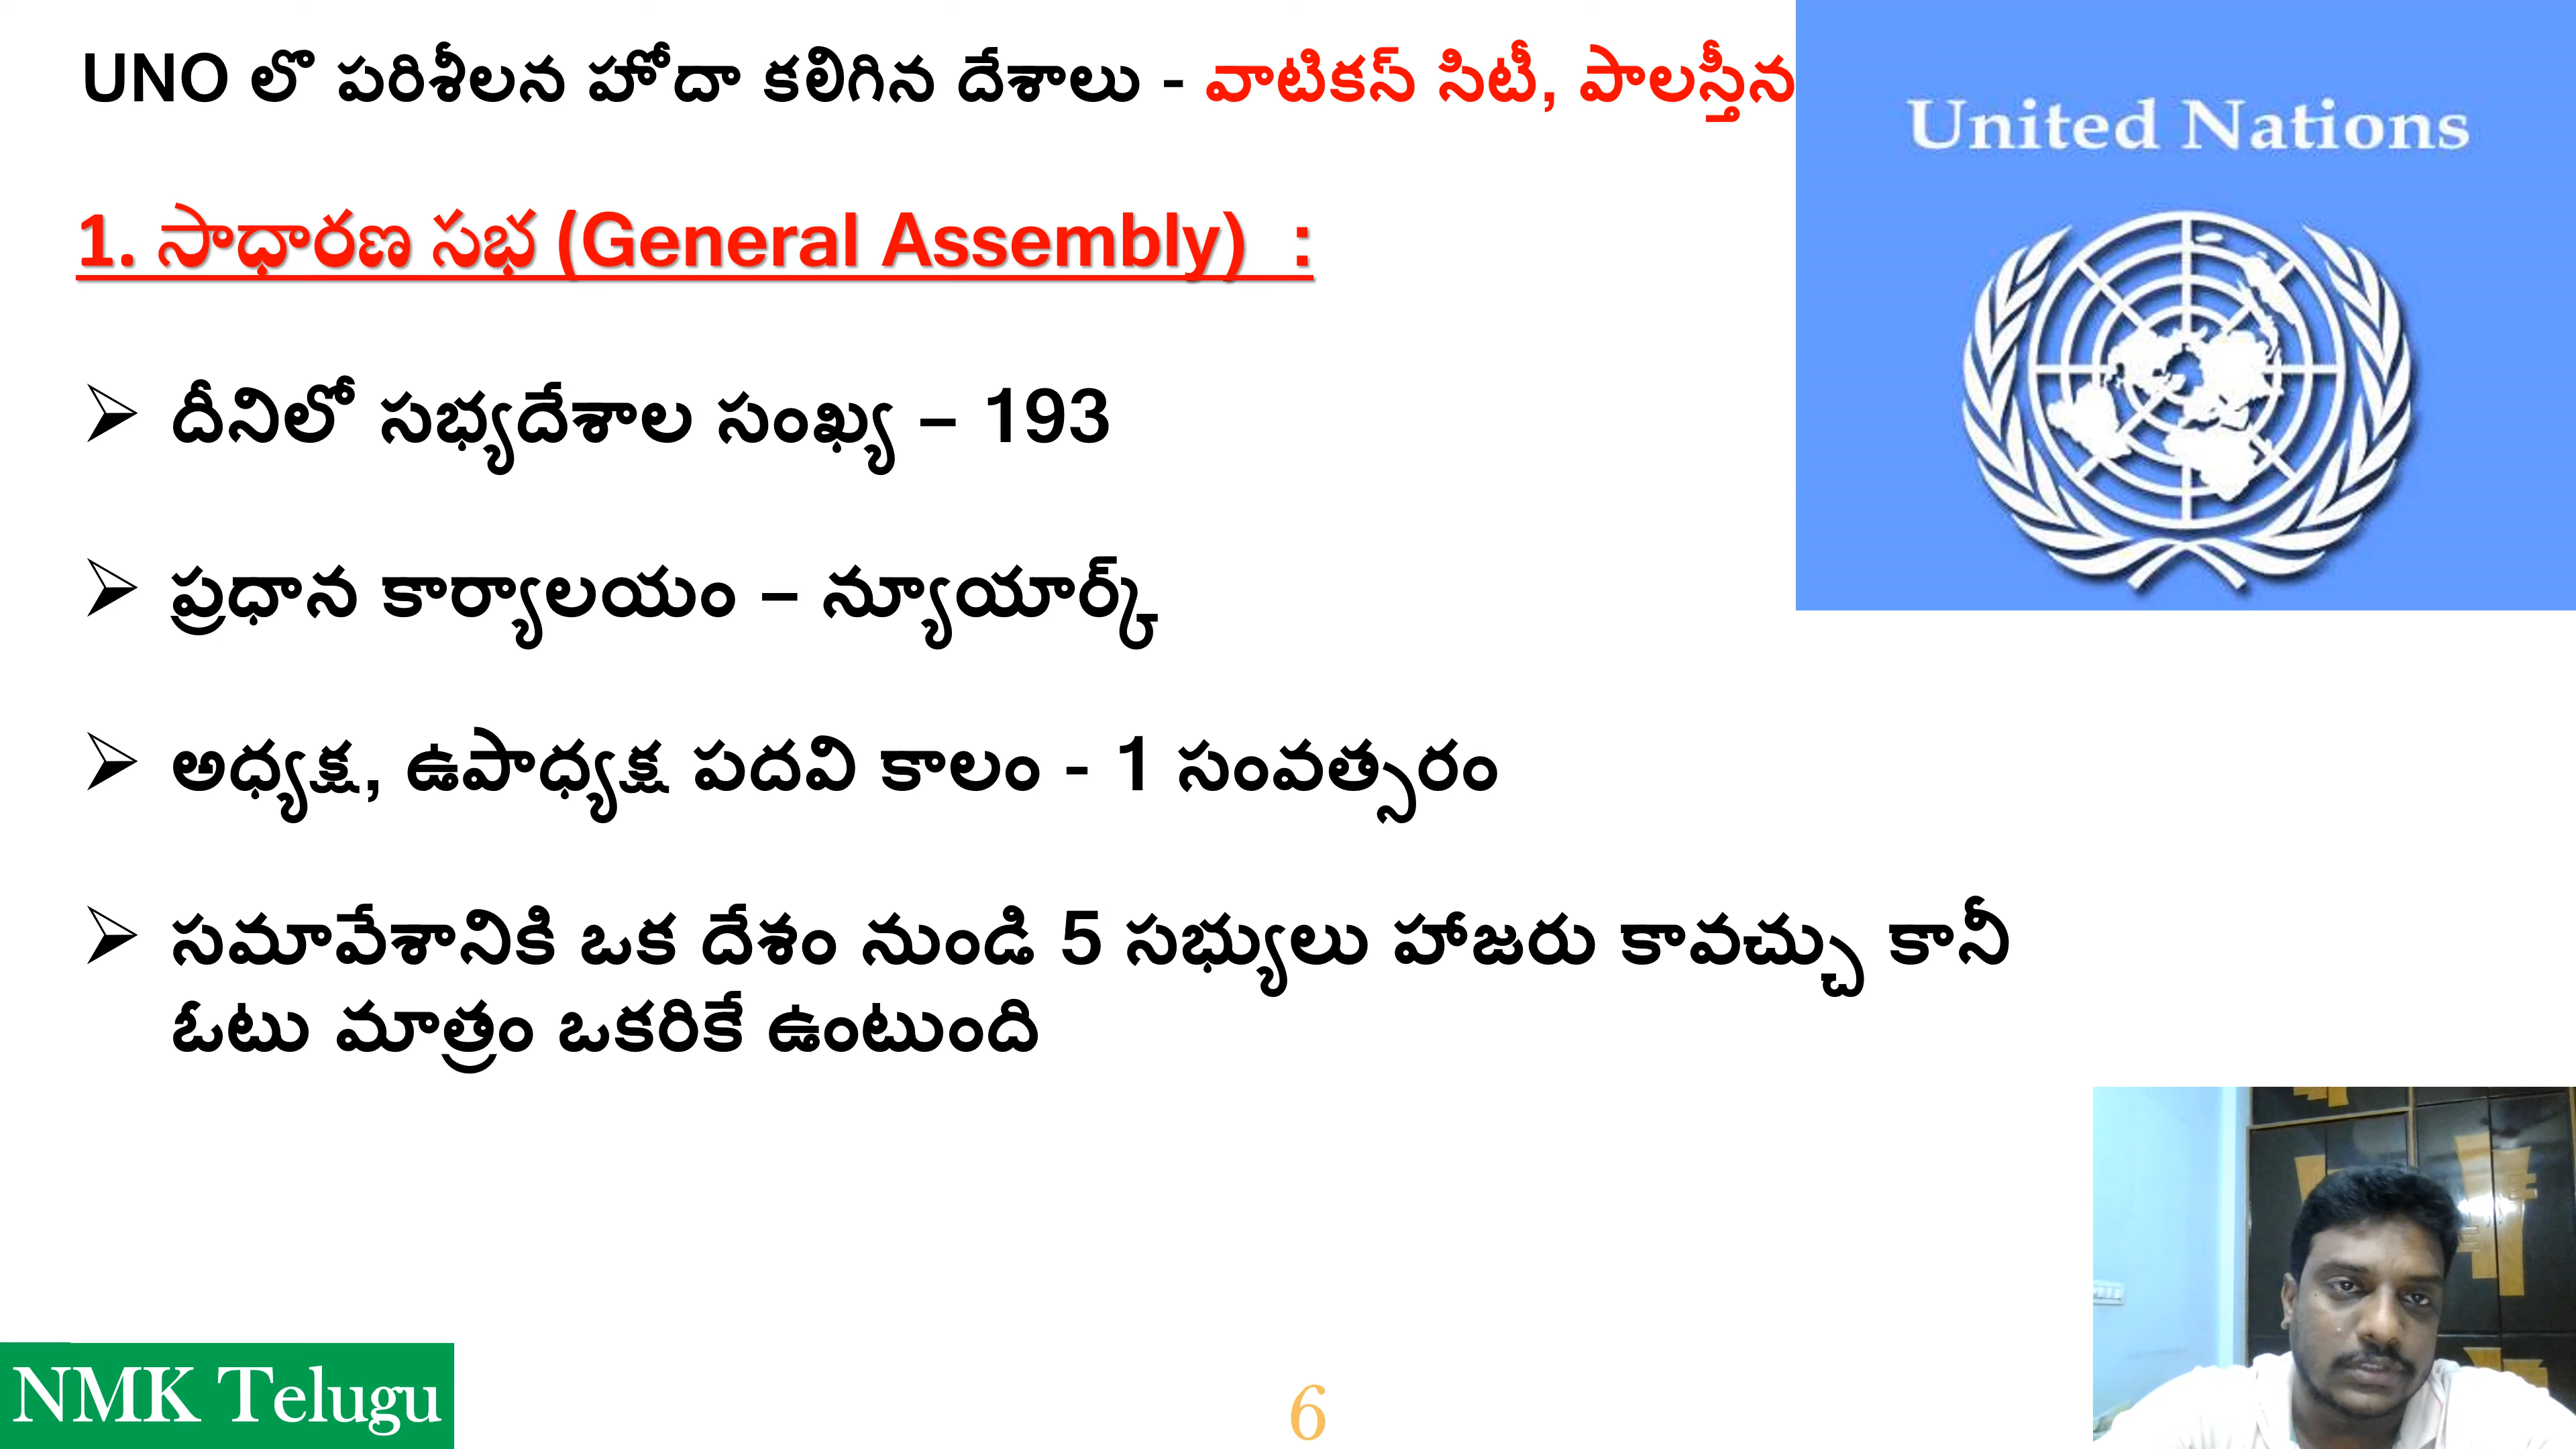 UNO లొ పరిశీలన హోదా కలిగిన దేశాలు - వాటికస్ సిటీ, పాలస్తీన
United Nations
1. సాధారణ సభ (General Assembly) :
➢ దీనిలో సభ్యదేశాల సంఖ్య – 193
➢ ప్రధాన కార్యాలయం – న్యూయార్క్
➢ అధ్యక్ష, ఉపాధ్యక్ష పదవి కాలం - 1 సంవత్సరం
➢ సమావేశానికి ఒక దేశం నుండి 5 సభ్యులు హాజరు కావచ్చు కానీ
ఓటు మాత్రం ఒకరికే ఉంటుంది
NMK Telugu
6